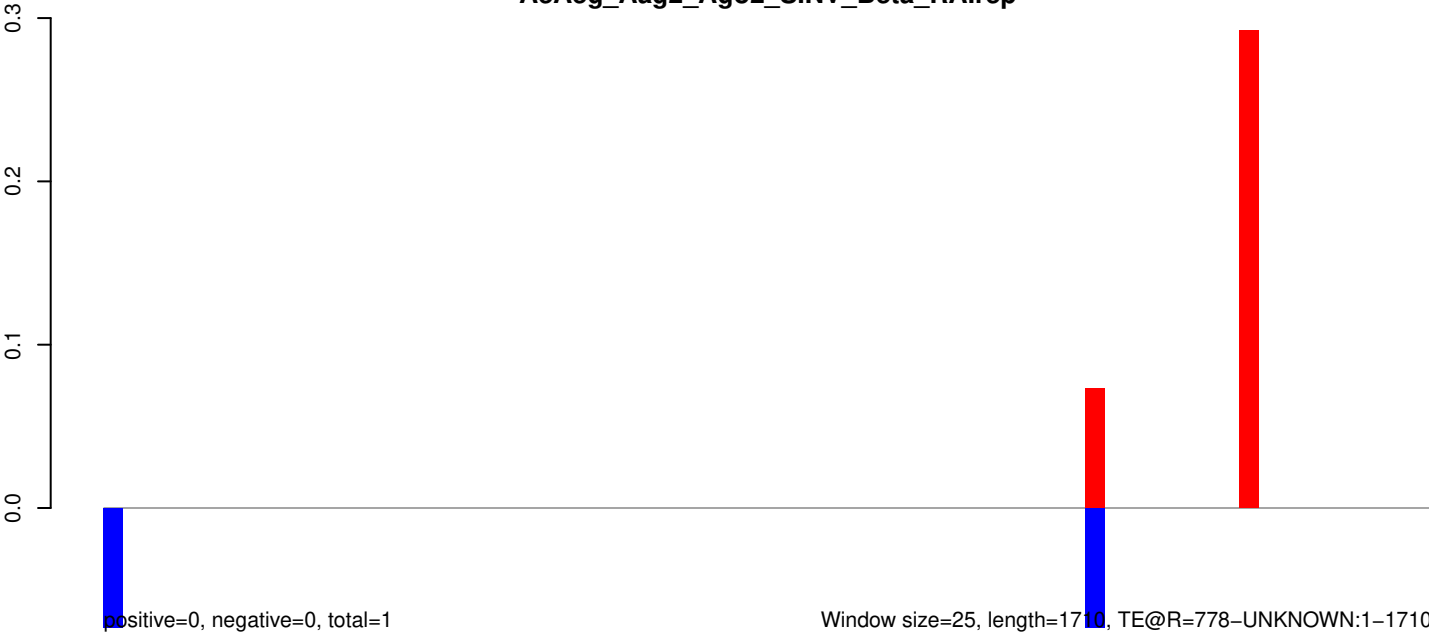 0.3
0.2
0.1
0.0
positive=0, negative=0, total=1
Window size=25, length=1710, TE@R=778−UNKNOWN:1−1710